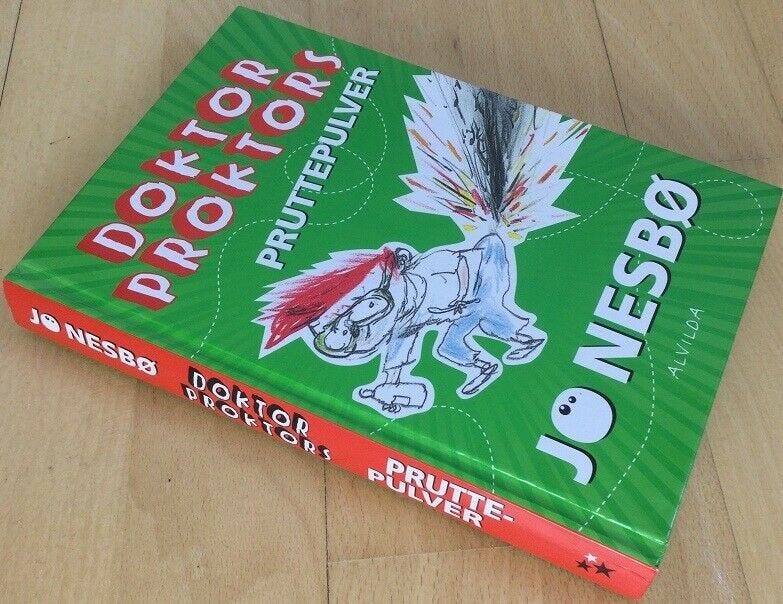 DOKTOR
PROKTORS
PRUTTEPULVER
JO NESBØ
ALVILDA
JO NESBØ
DOKTOR
PROKTORS
PRUTTE-
PULVER